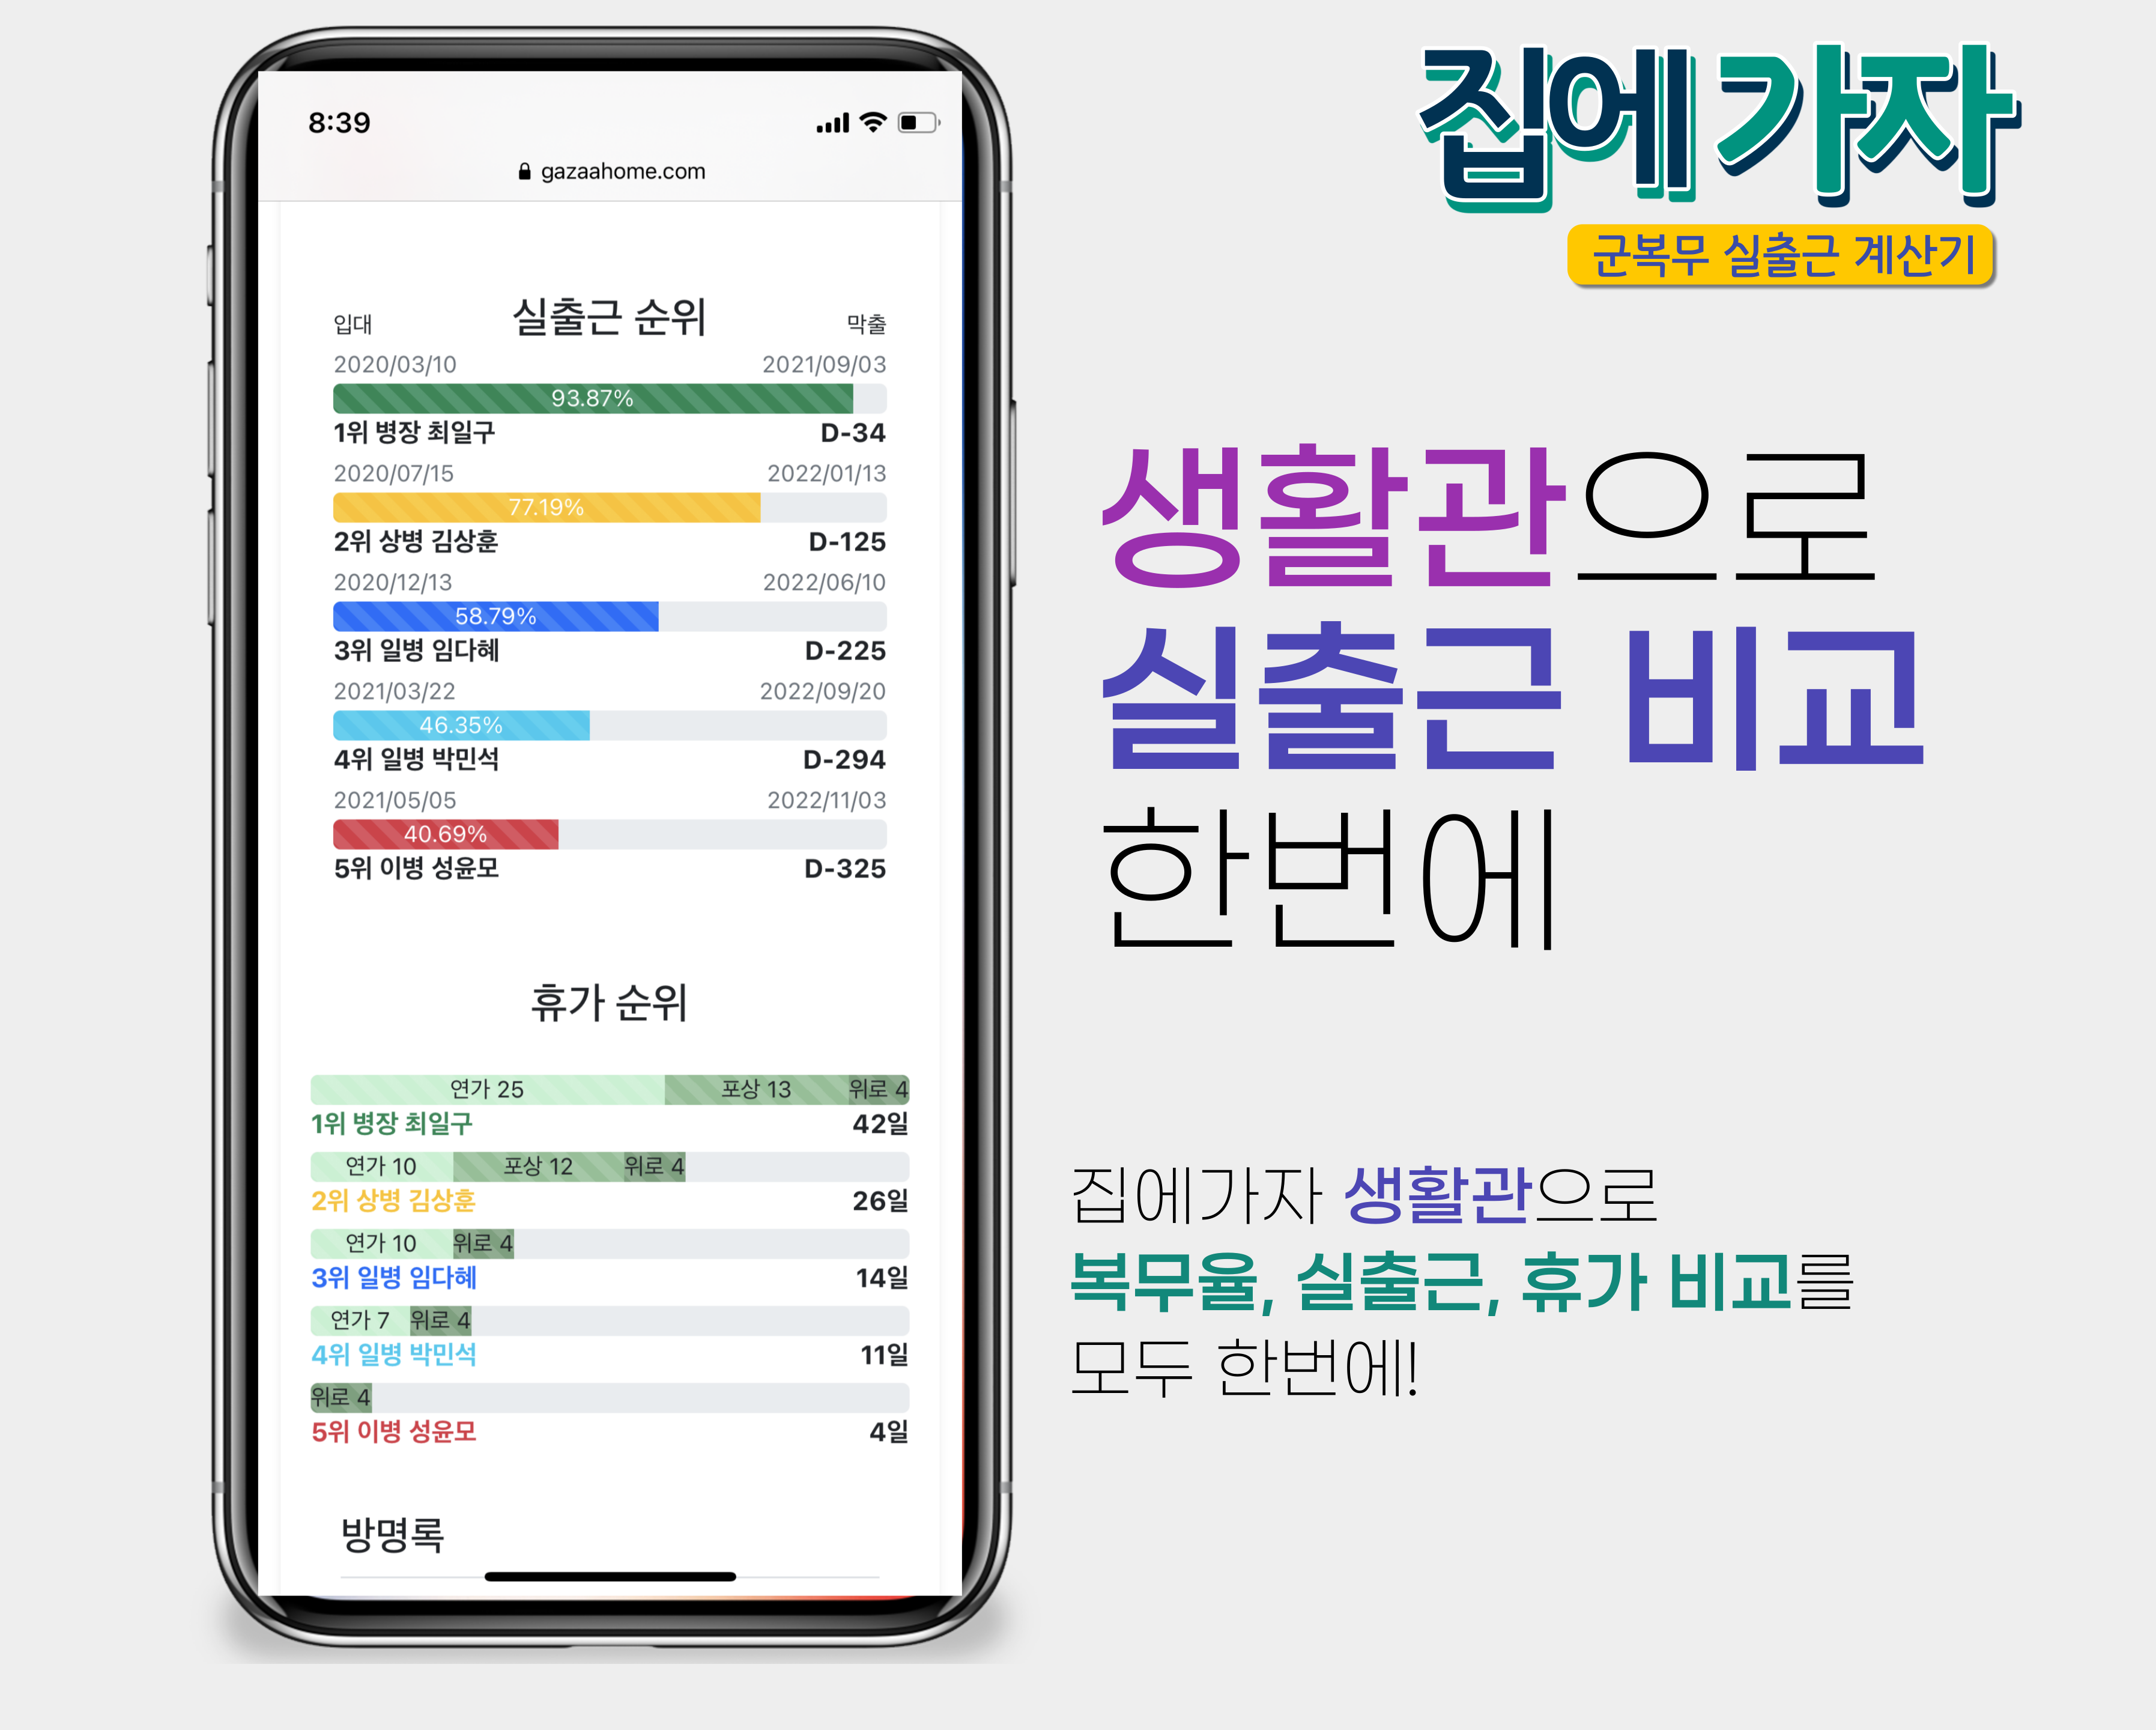 8:39
gazaahome.com
입대 실출근 순위 막출
2020/03/10 2021/09/03
93.87%
1위 병장 최일구 D-34
2020/07/15 2022/01/13
77.19%
2위 상병 김상훈 D-125
2020/12/13 2022/06/10
58.79%
3위 일병 임다혜 D-225
2021/03/22 2022/09/20
46.35%
4위 일병 박민석 D-294
2021/05/05 2022/11/03
40.69%
5위 이병 성윤모 D-325
휴가 순위
연가 25 포상 13 위로 4
1위 병장 최일구 42일
연가 10 포상 12 위로 4
2위 상병 김상훈 26일
연가 10 위로 4
3위 일병 임다혜 14일
연가 7 위로 4
4위 일병 박민석 11일
위로 4
5위 이병 성윤모 4일
방명록
집에 가자
군복무 실출근 계산기
생활관으로
실출근 비교
한번에
집에가자 생활관으로
복무율, 실출근, 휴가 비교를
모두 한번에!